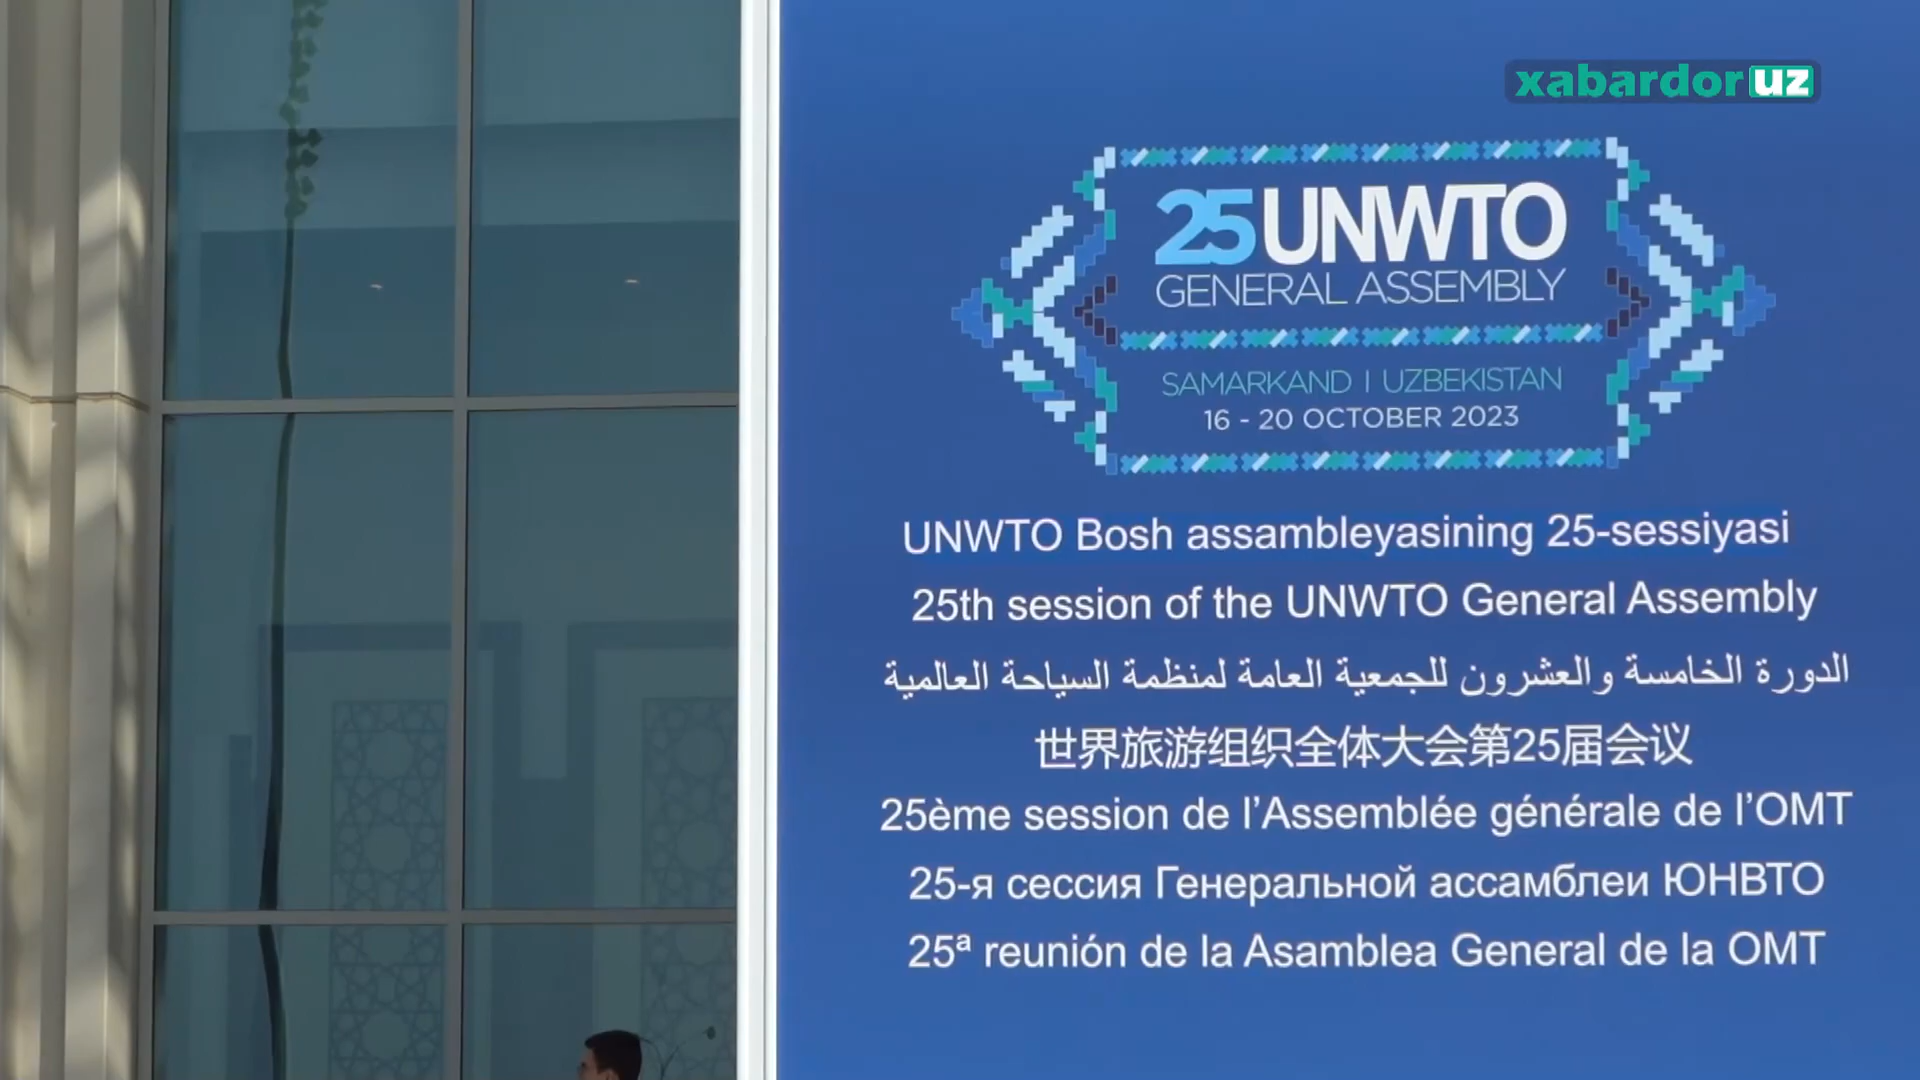 xabardor uz
25 UNWTO
GENERAL ASSEMBLY
SAMARKAND | UZBEKISTAN
16 - 20 OCTOBER 2023
UNWTO Bosh assambleyasining 25-sessiyasi
25th session of the UNWTO General Assembly
الدورة الخامسة والعشرون للجمعية العامة لمنظمة السياحة العالمية
世界旅游组织全体大会第25届会议
25ème session de l’Assemblée générale de l’OMT
25-я сессия Генеральной ассамблеи ЮНВТО
25ª reunión de la Asamblea General de la OMT